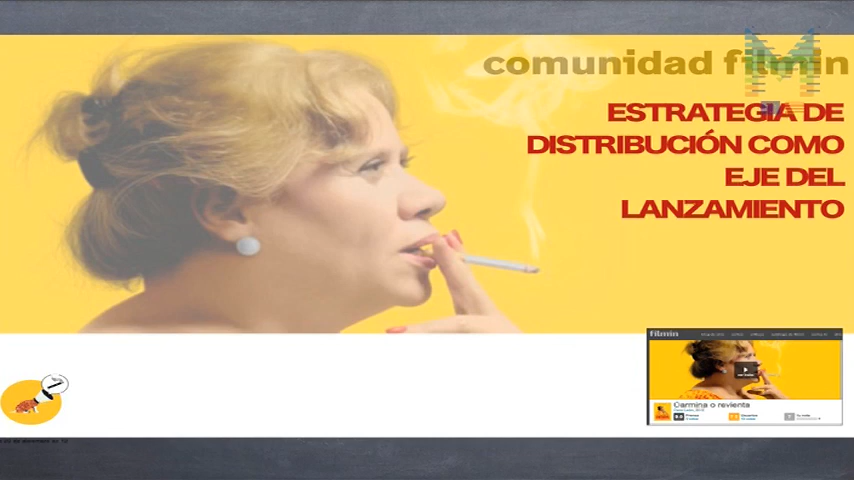 comunidad filmin
ESTRATEGIA DE
DISTRIBUCIÓN COMO
EJE DEL
LANZAMIENTO
filmin
Carmina o revienta